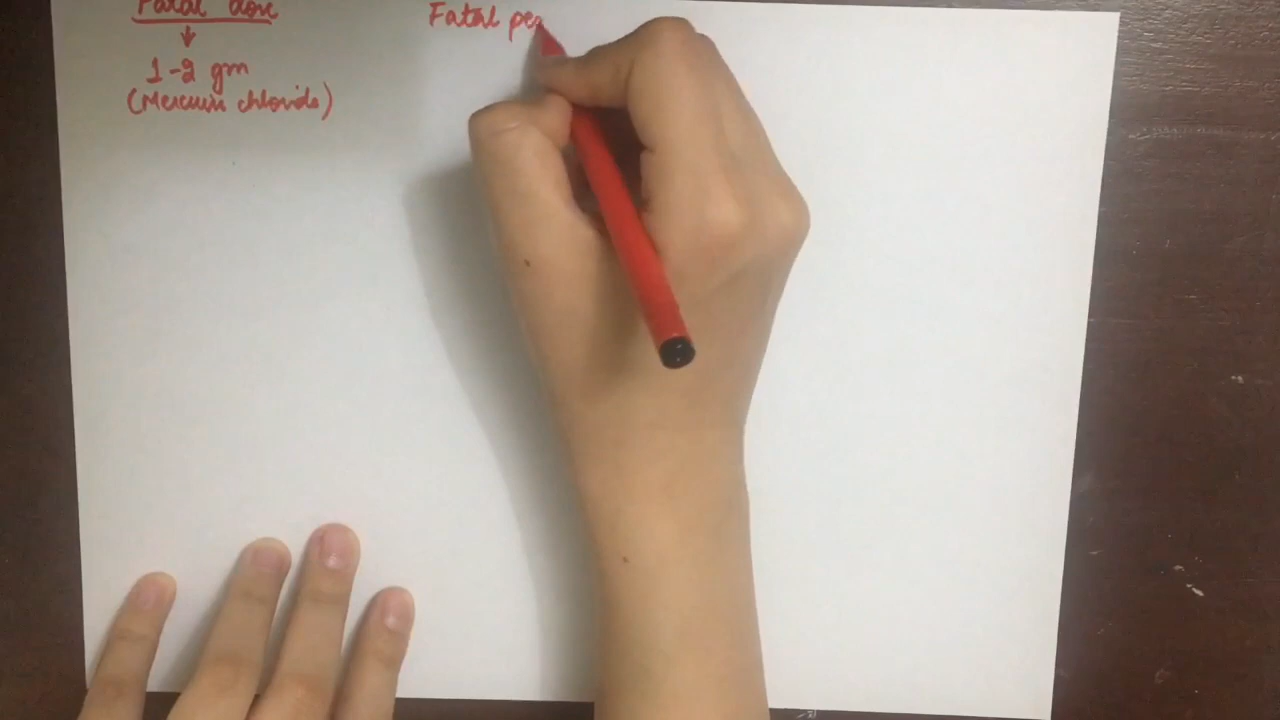 Fatal dose
↓
1-2 gm
(Mercuric chloride)
Fatal pe